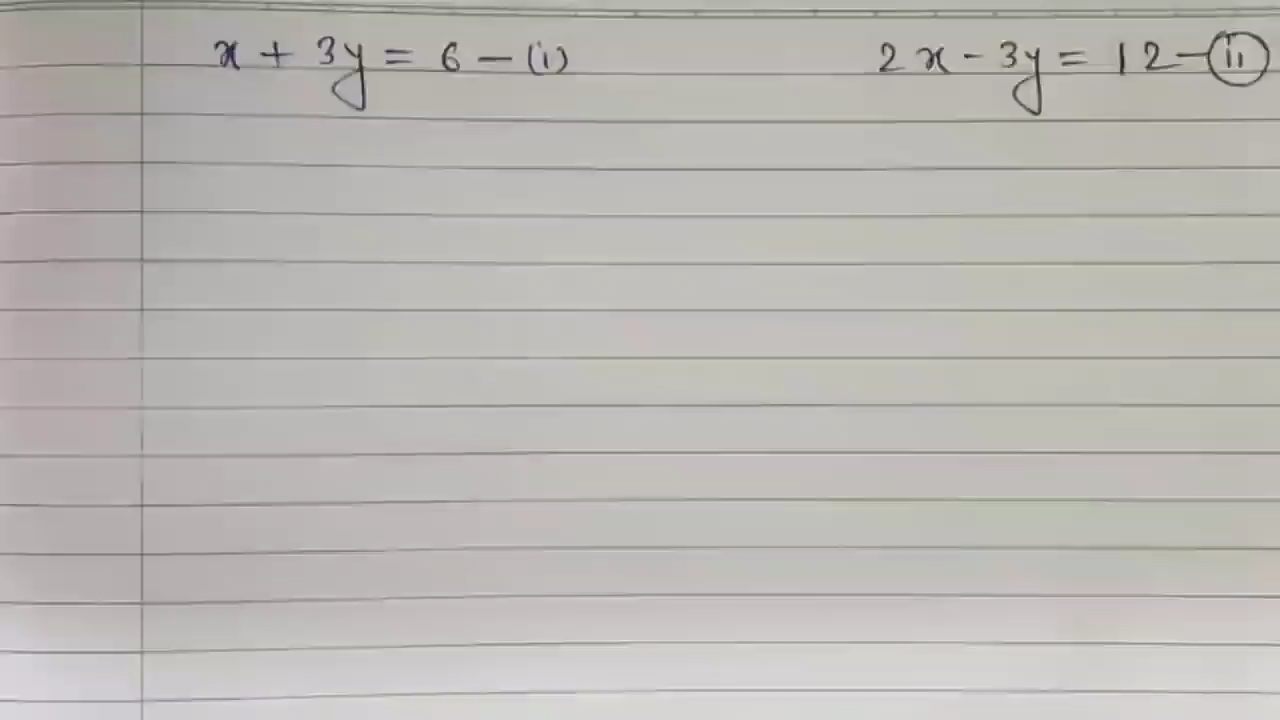 x + 3y = 6 — (i)
2x - 3y = 12 — (ii)